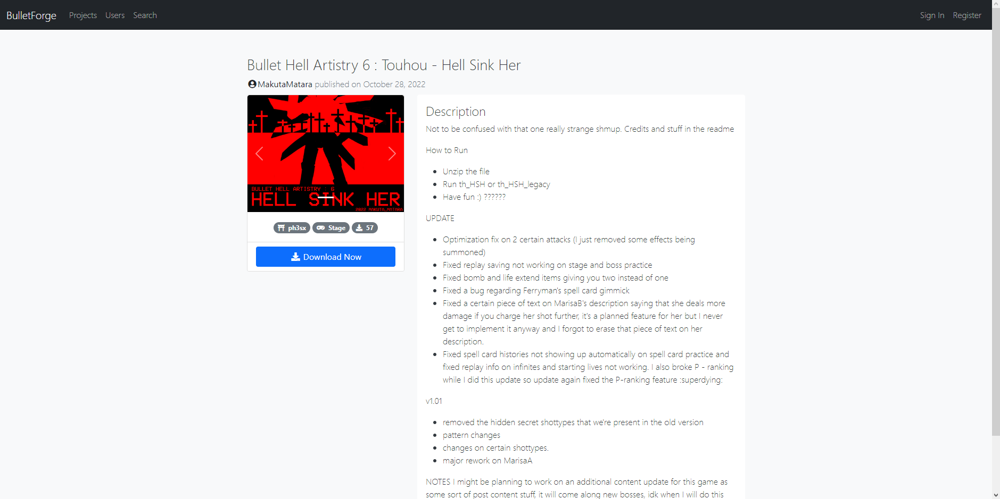 BulletForge Projects Users Search Sign In Register
Bullet Hell Artistry 6 : Touhou - Hell Sink Her
MakutaMatara published on October 28, 2022
BULLET HELL ARTISTRY : 6
HELL SINK HER
2022 MAKUTA_MATARA
ph3sx Stage 57
Download Now
Description
Not to be confused with that one really strange shmup. Credits and stuff in the readme
How to Run
Unzip the file
Run th_HSH or th_HSH_legacy
Have fun :) ??????
UPDATE
Optimization fix on 2 certain attacks (I just removed some effects being
summoned)
Fixed replay saving not working on stage and boss practice
Fixed bomb and life extend items giving you two instead of one
Fixed a bug regarding Ferryman's spell card gimmick
Fixed a certain piece of text on MarisaB's description saying that she deals more
damage if you charge her shot further, it's a planned feature for her but I never
get to implement it anyway and I forgot to erase that piece of text on her
description.
Fixed spell card histories not showing up automatically on spell card practice and
fixed replay info on infinites and starting lives not working. I also broke P - ranking
while I did this update so update again fixed the P-ranking feature :superdying:
v1.01
removed the hidden secret shottypes that we're present in the old version
pattern changes
changes on certain shottypes.
major rework on MarisaA
NOTES I might be planning to work on an additional content update for this game as
some sort of post content stuff, it will come along new bosses, idk when I will do this